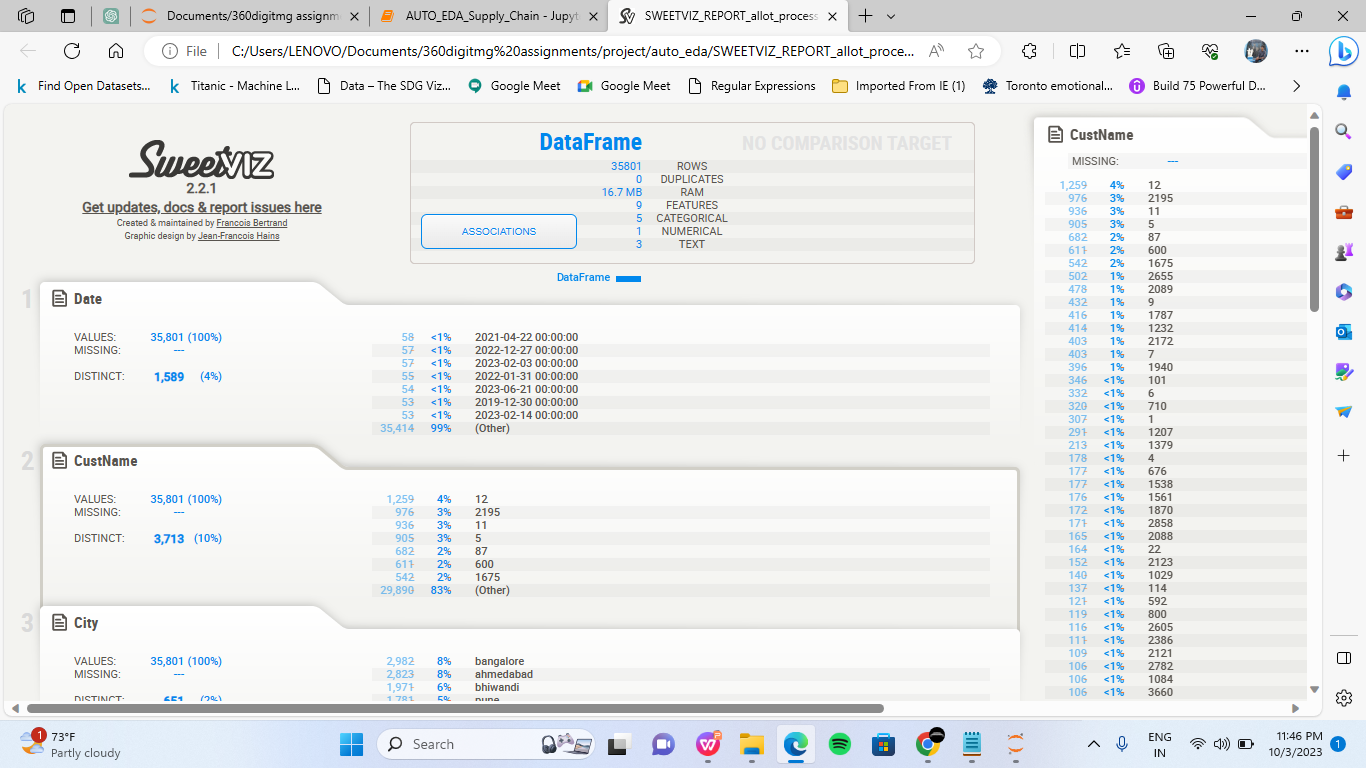 Documents/360digitmg assignm
AUTO_EDA_Supply_Chain - Jupyt
SWEETVIZ_REPORT_allot_process
File
C:/Users/LENOVO/Documents/360digitmg%20assignments/project/auto_eda/SWEETVIZ_REPORT_allot_proce...
Find Open Datasets...
Titanic - Machine L...
Data – The SDG Viz...
Google Meet
Google Meet
Regular Expressions
Imported From IE (1)
Toronto emotional...
Build 75 Powerful D...
SweetVIZ
2.2.1
Get updates, docs & report issues here
Created & maintained by Francois Bertrand
Graphic design by Jean-Francois Hains
DataFrame
NO COMPARISON TARGET
35801 ROWS
0 DUPLICATES
16.7 MB RAM
9 FEATURES
5 CATEGORICAL
1 NUMERICAL
3 TEXT
ASSOCIATIONS
DataFrame
1
Date
VALUES: 35,801 (100%)
MISSING: ---
DISTINCT: 1,589 (4%)
58 <1% 2021-04-22 00:00:00
57 <1% 2022-12-27 00:00:00
57 <1% 2023-02-03 00:00:00
55 <1% 2022-01-31 00:00:00
54 <1% 2023-06-21 00:00:00
53 <1% 2019-12-30 00:00:00
53 <1% 2023-02-14 00:00:00
35,414 99% (Other)
2
CustName
VALUES: 35,801 (100%)
MISSING: ---
DISTINCT: 3,713 (10%)
1,259 4% 12
976 3% 2195
936 3% 11
905 3% 5
682 2% 87
611 2% 600
542 2% 1675
29,890 83% (Other)
3
City
VALUES: 35,801 (100%)
MISSING: ---
DISTINCT: 651 (2%)
2,982 8% bangalore
2,823 8% ahmedabad
1,971 6% bhiwandi
1,781 5% pune
CustName
MISSING: ---
1,259 4% 12
976 3% 2195
936 3% 11
905 3% 5
682 2% 87
611 2% 600
542 2% 1675
502 1% 2655
478 1% 2089
432 1% 9
416 1% 1787
414 1% 1232
403 1% 2172
403 1% 7
396 1% 1940
346 <1% 101
332 <1% 6
320 <1% 710
307 <1% 1
291 <1% 1207
213 <1% 1379
178 <1% 4
177 <1% 676
177 <1% 1538
176 <1% 1561
172 <1% 1870
171 <1% 2858
165 <1% 2088
164 <1% 22
152 <1% 2123
140 <1% 1029
137 <1% 114
121 <1% 592
119 <1% 800
116 <1% 2605
111 <1% 2386
109 <1% 2121
106 <1% 2782
106 <1% 1084
106 <1% 3660
1
73°F
Partly cloudy
Search
ENG
IN
11:46 PM
10/3/2023
1